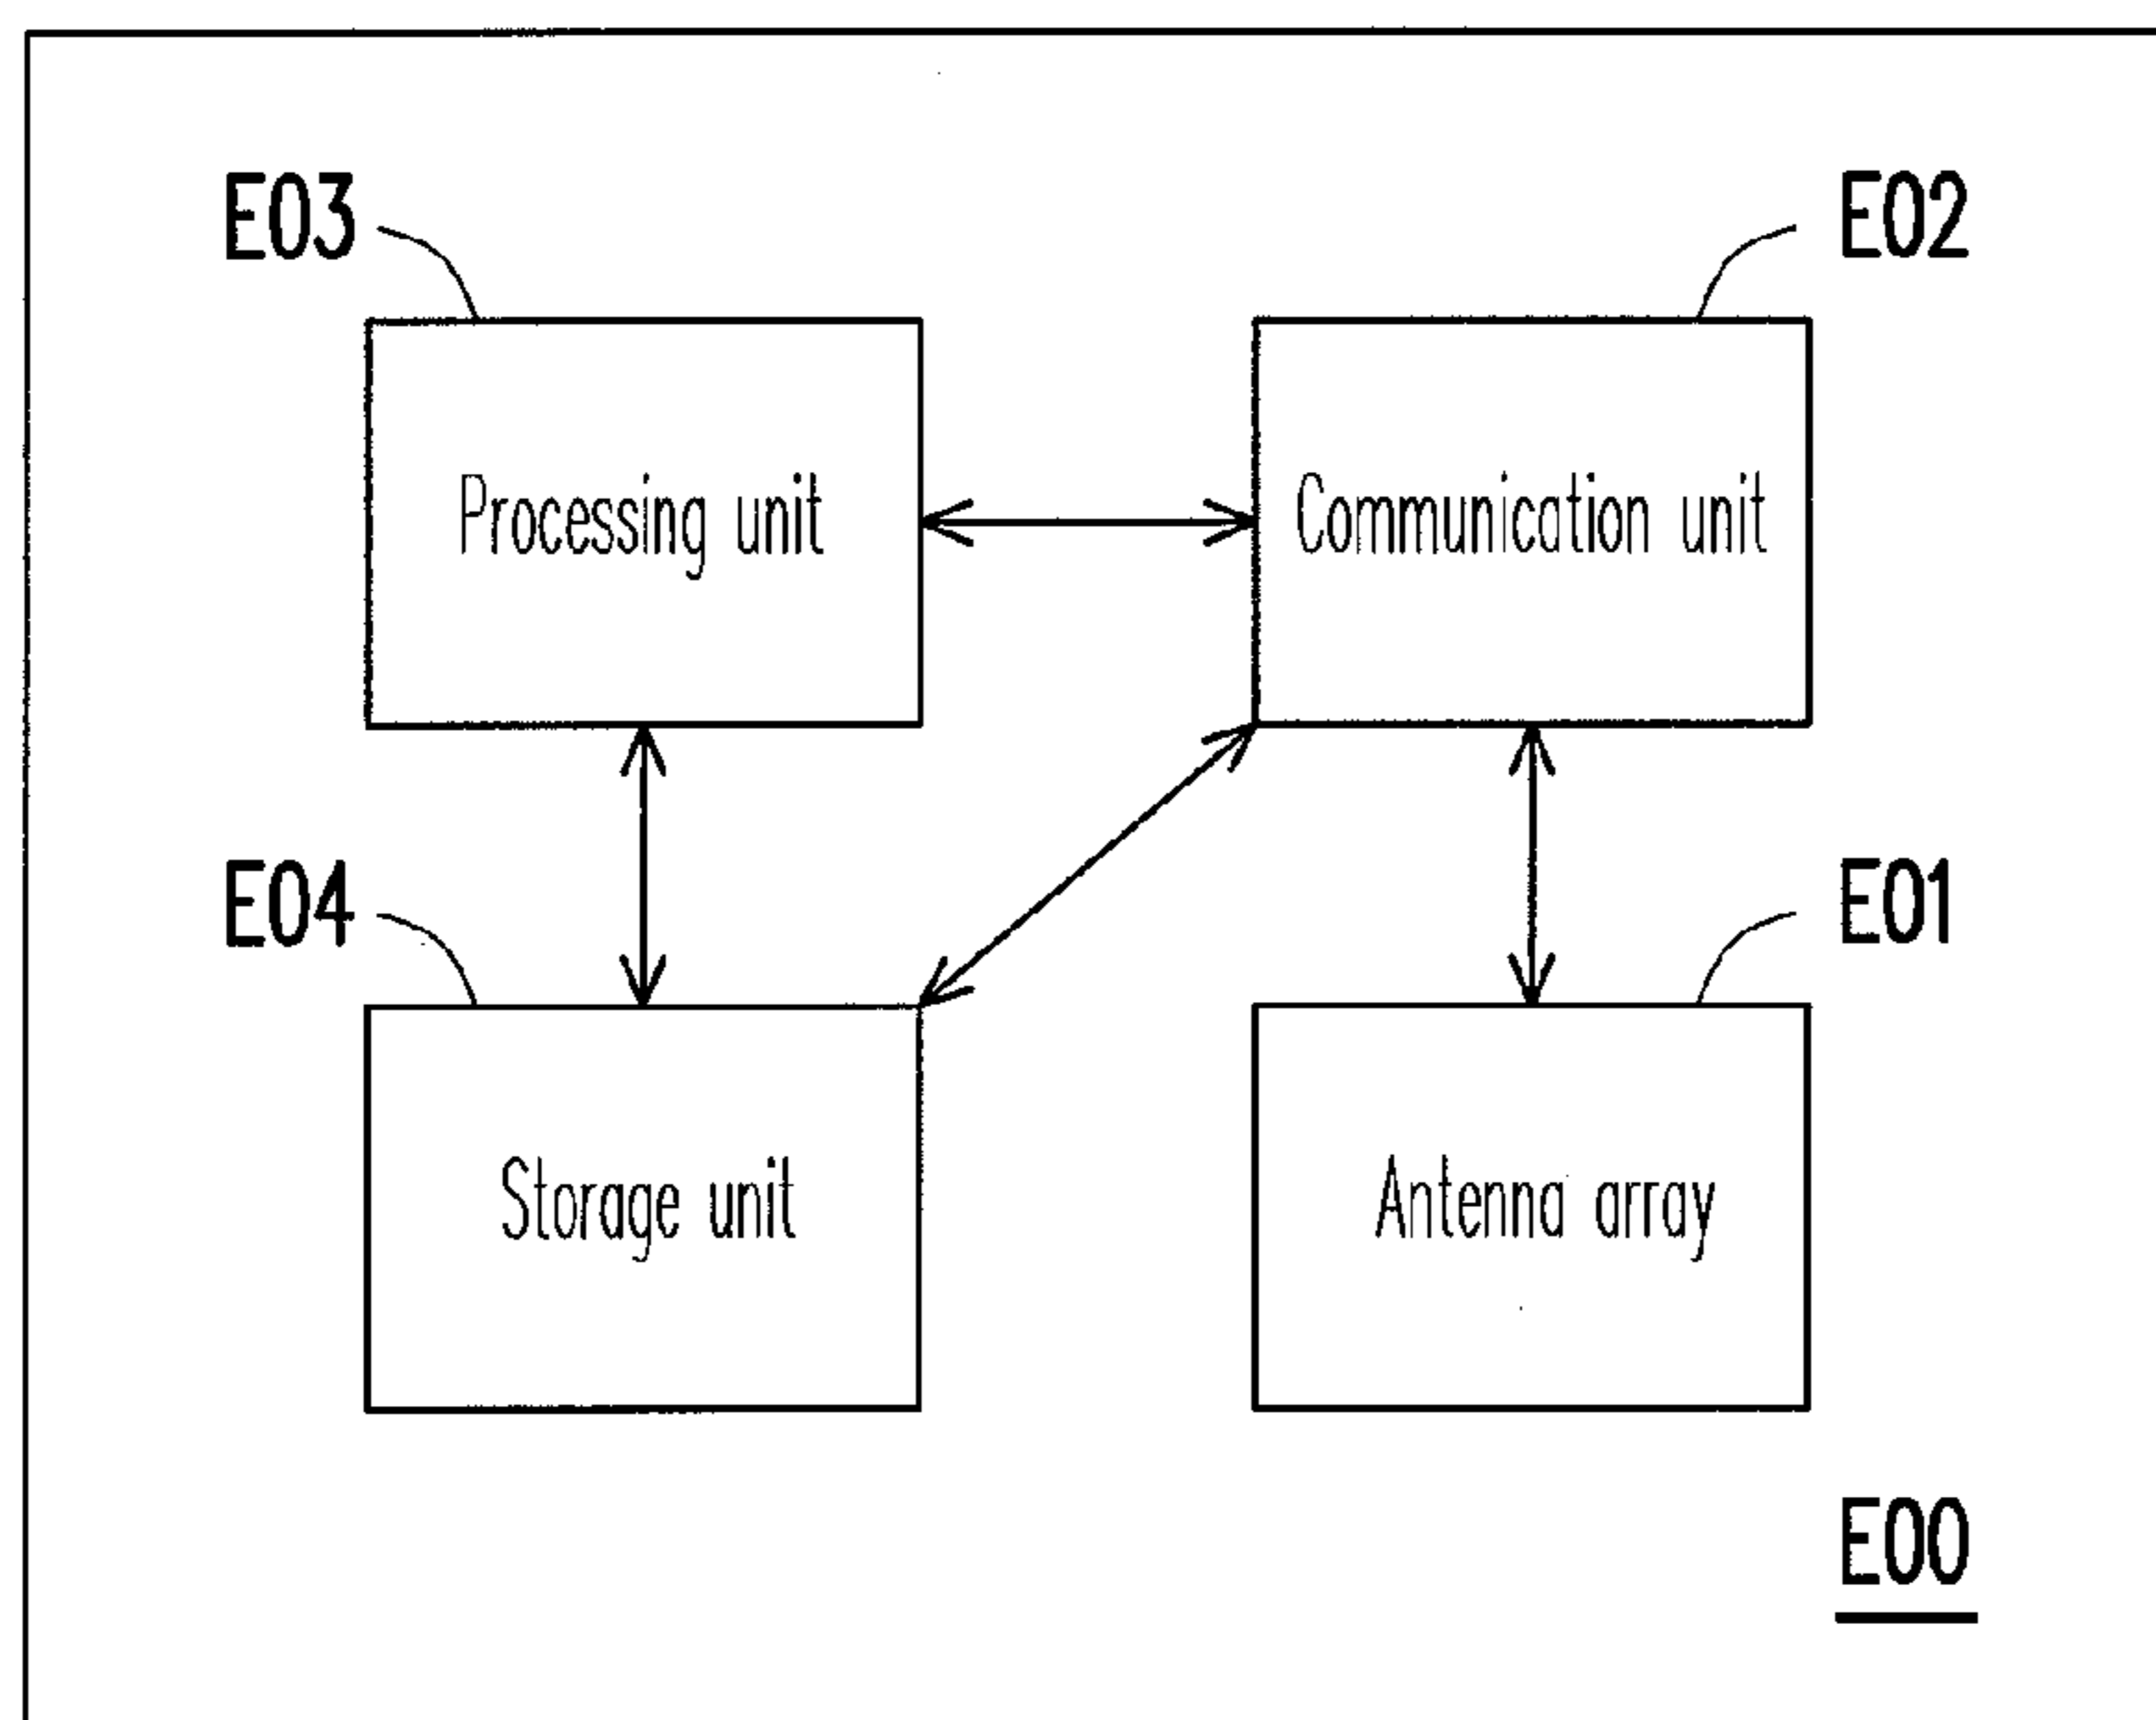 E03
E02
Processing unit
Communication unit
E04
E01
Storage unit
Antenna array
E00